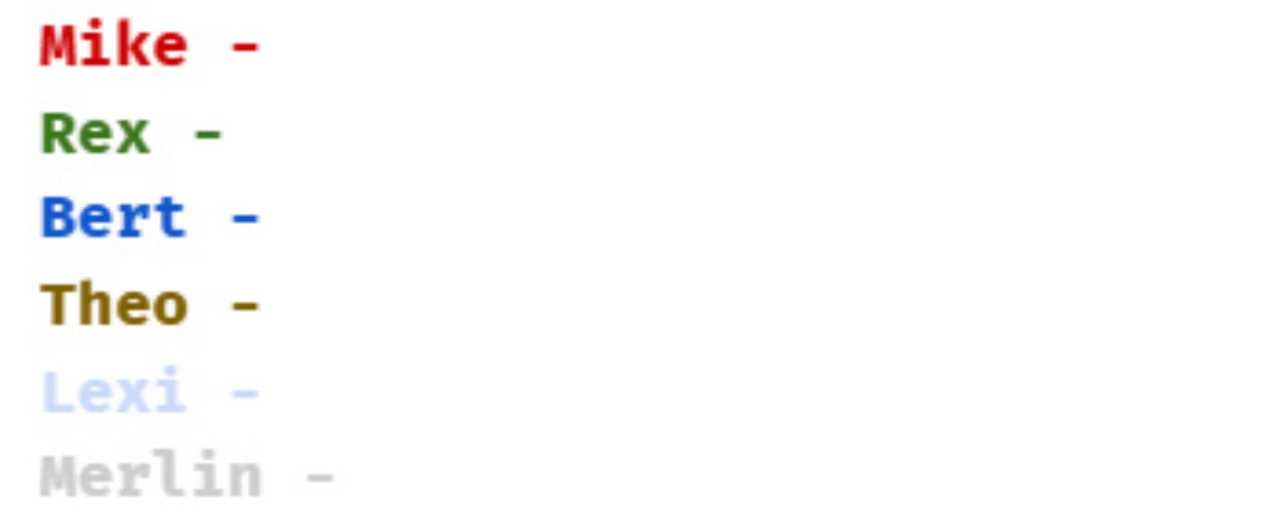 Mike -
Rex -
Bert -
Theo -
Lexi -
Merlin -